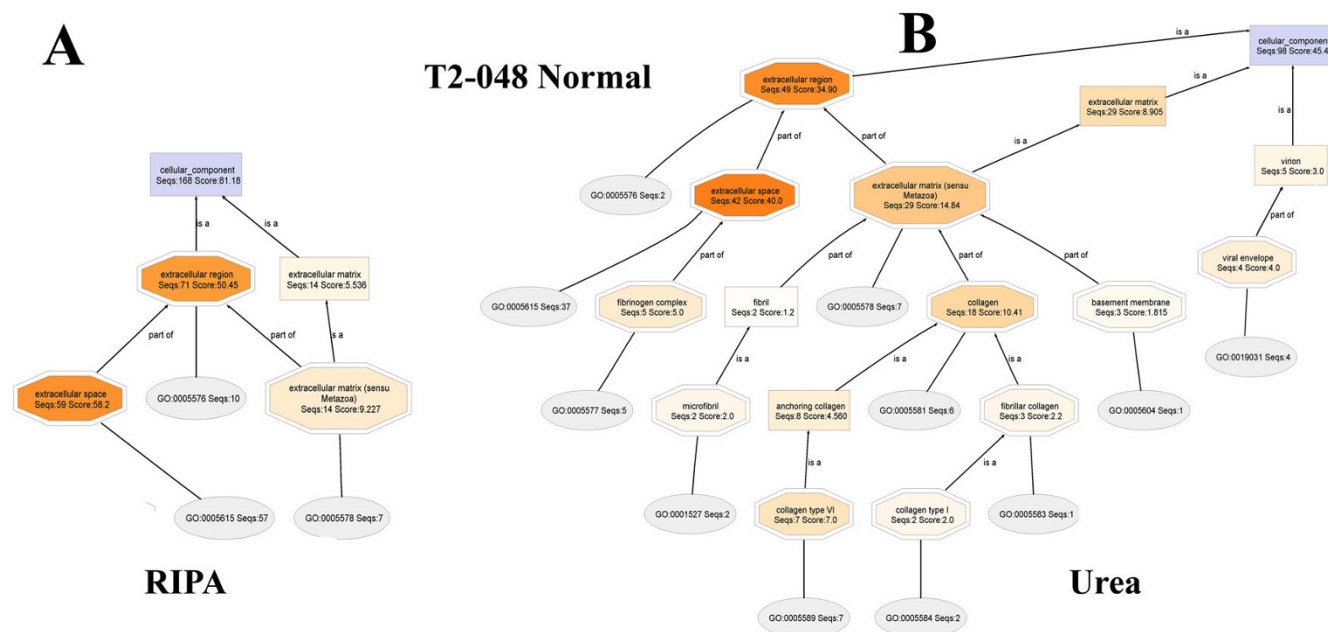 A
T2-048 Normal
B
cellular_component
Seqs:168 Score:81.18
is a
is a
extracellular region
Seqs:71 Score:50.45
extracellular matrix
Seqs:14 Score:5.536
part of
part of
is a
extracellular space
Seqs:59 Score:58.2
GO:0005576 Seqs:10
extracellular matrix (sensu
Metazoa)
Seqs:14 Score:9.227
GO:0005615 Seqs:57
GO:0005578 Seqs:7
RIPA
cellular_component
Seqs:98 Score:45.4
is a
extracellular region
Seqs:49 Score:34.90
is a
extracellular matrix
Seqs:29 Score:8.905
is a
part of
part of
is a
virion
Seqs:5 Score:3.0
GO:0005576 Seqs:2
extracellular space
Seqs:42 Score:40.0
extracellular matrix (sensu
Metazoa)
Seqs:29 Score:14.84
part of
part of
part of
part of
part of
viral envelope
Seqs:4 Score:4.0
GO:0005615 Seqs:37
fibrinogen complex
Seqs:5 Score:5.0
fibril
Seqs:2 Score:1.2
GO:0005578 Seqs:7
collagen
Seqs:18 Score:10.41
basement membrane
Seqs:3 Score:1.815
is a
is a
is a
GO:0019031 Seqs:4
GO:0005577 Seqs:5
microfibril
Seqs:2 Score:2.0
anchoring collagen
Seqs:8 Score:4.560
GO:0005581 Seqs:6
fibrillar collagen
Seqs:3 Score:2.2
GO:0005604 Seqs:1
is a
is a
GO:0001527 Seqs:2
collagen type VI
Seqs:7 Score:7.0
collagen type I
Seqs:2 Score:2.0
GO:0005583 Seqs:1
GO:0005589 Seqs:7
GO:0005584 Seqs:2
Urea